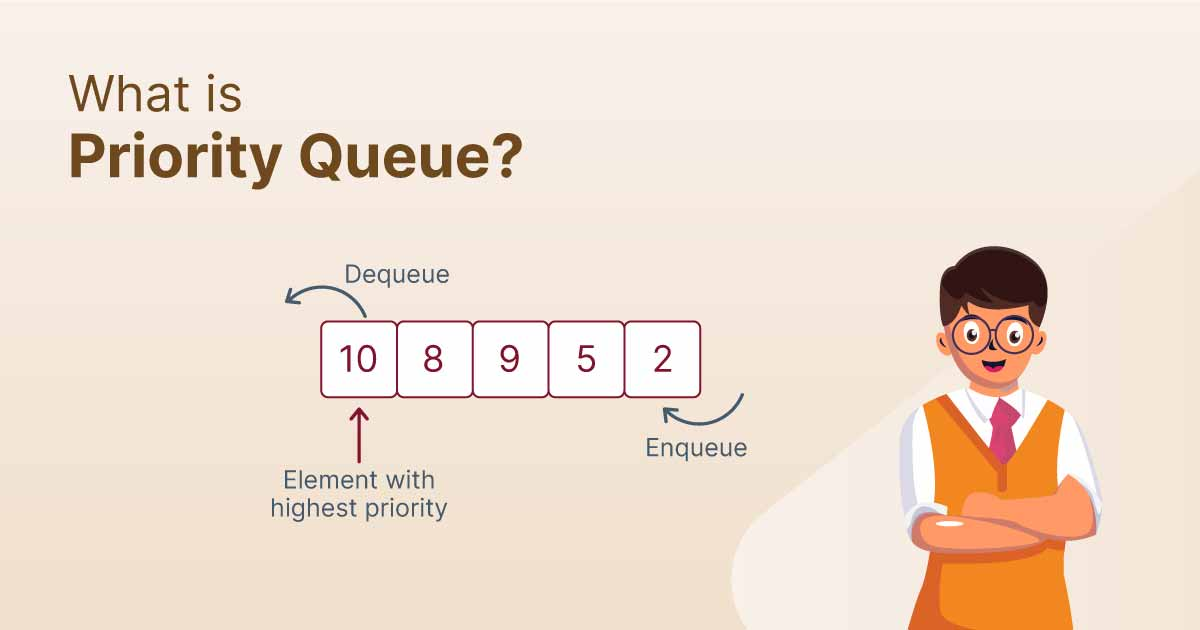 What is
Priority Queue?
Dequeue
10 8 9 5 2
Enqueue
Element with
highest priority